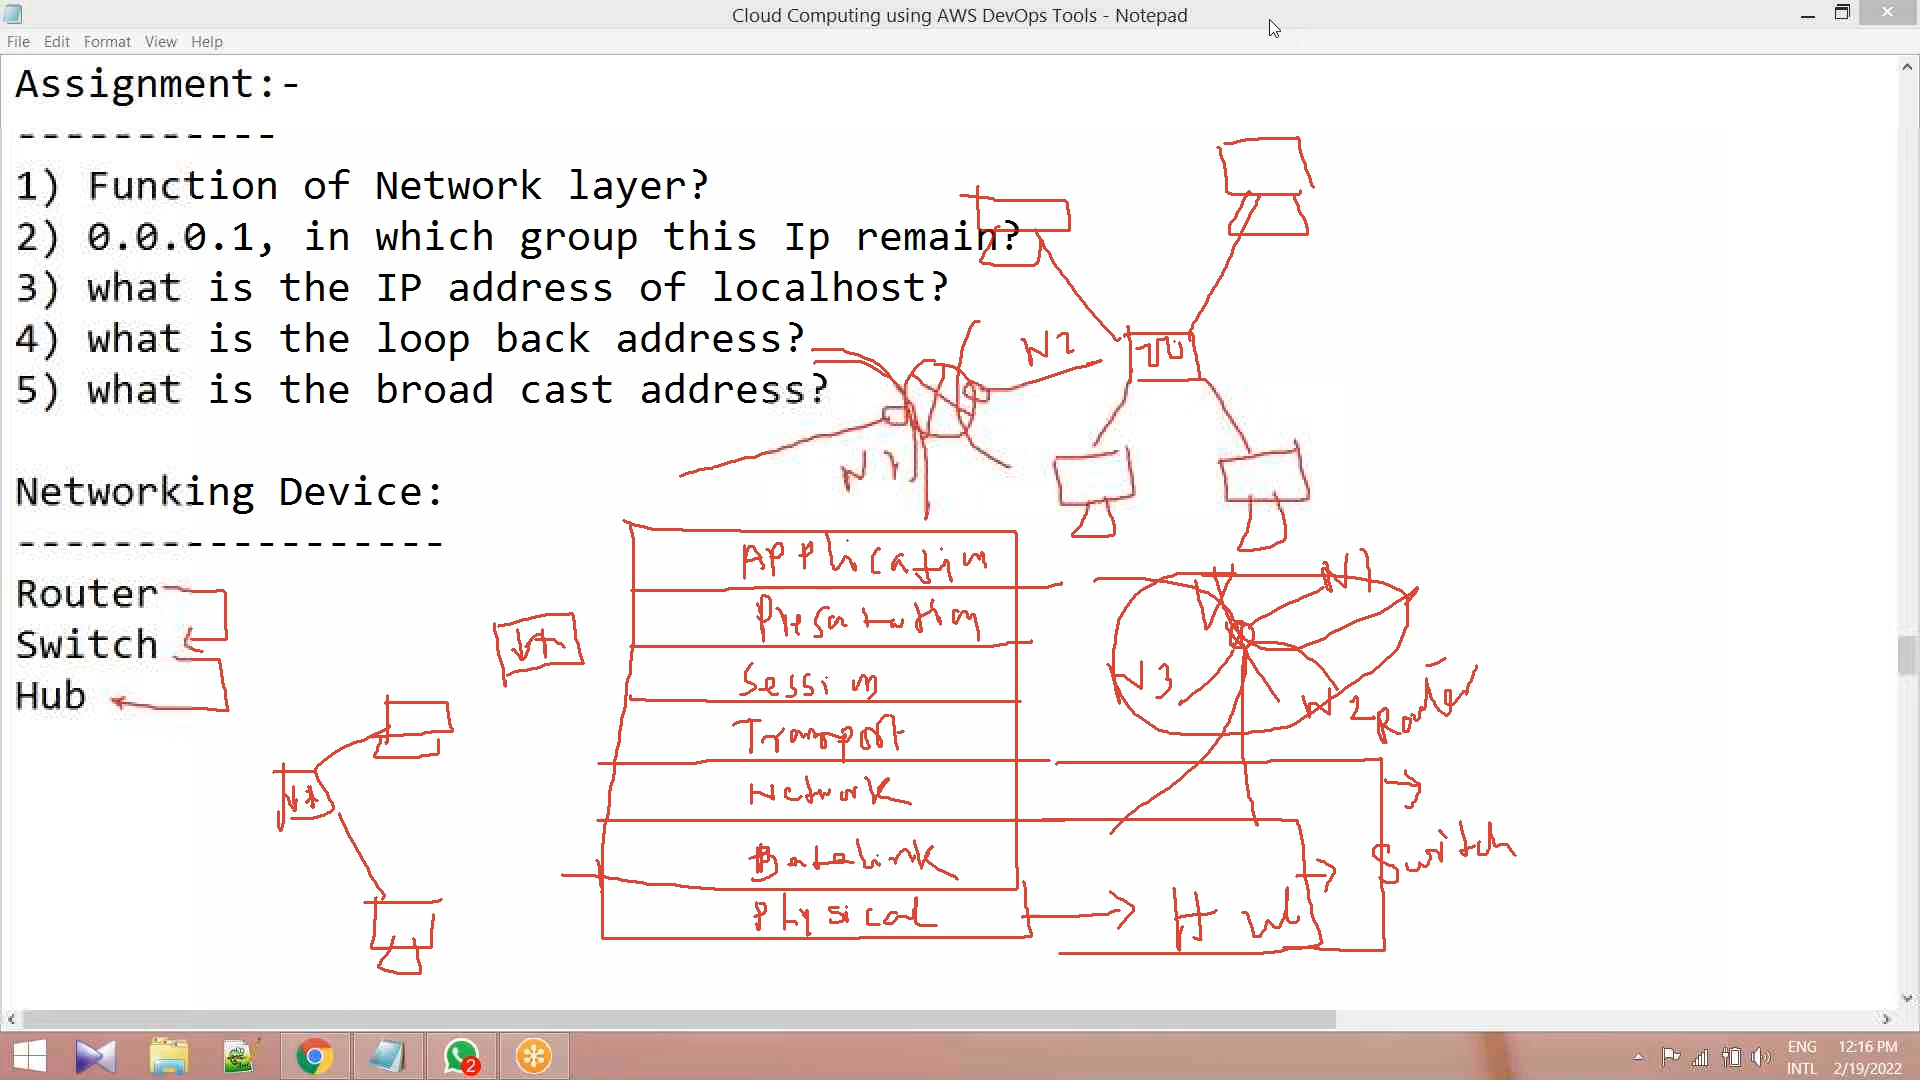 Cloud Computing using AWS DevOps Tools - Notepad
File Edit Format View Help
Assignment:-
-----------
1) Function of Network layer?
2) 0.0.0.1, in which group this Ip remain?
3) what is the IP address of localhost?
4) what is the loop back address?
5) what is the broad cast address?
Networking Device:
------------------
Router
Switch
Hub
N2
N1
Application
Presentation
Session
Transport
Network
Datalink
Physical
N1
N3
N2
Router
Switch
2
ENG
INTL
12:16 PM
2/19/2022